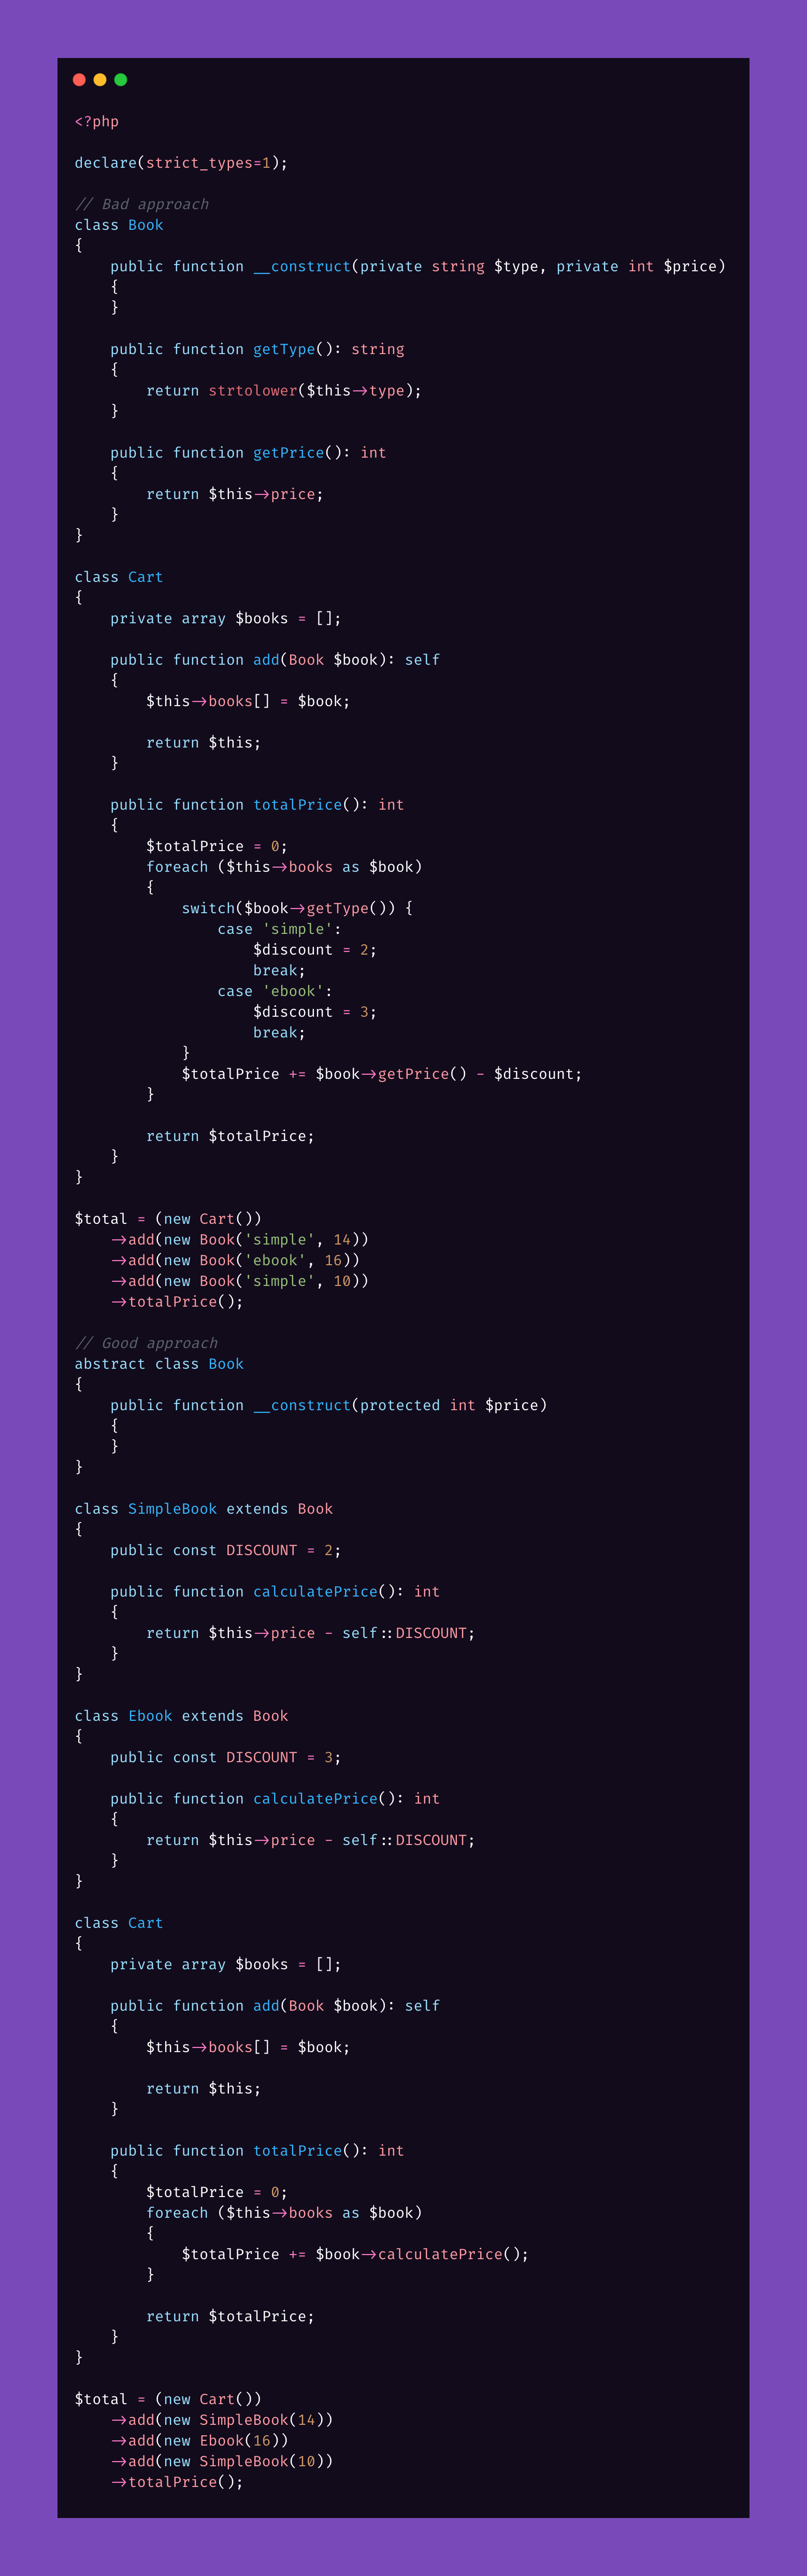 <?php

declare(strict_types=1);

// Bad approach
class Book
{
    public function __construct(private string $type, private int $price)
    {
    }

    public function getType(): string
    {
        return strtolower($this->type);
    }

    public function getPrice(): int
    {
        return $this->price;
    }
}

class Cart
{
    private array $books = [];

    public function add(Book $book): self
    {
        $this->books[] = $book;

        return $this;
    }

    public function totalPrice(): int
    {
        $totalPrice = 0;
        foreach ($this->books as $book)
        {
            switch($book->getType()) {
                case 'simple':
                    $discount = 2;
                    break;
                case 'ebook':
                    $discount = 3;
                    break;
            }
            $totalPrice += $book->getPrice() - $discount;
        }

        return $totalPrice;
    }
}

$total = (new Cart())
    ->add(new Book('simple', 14))
    ->add(new Book('ebook', 16))
    ->add(new Book('simple', 10))
    ->totalPrice();

// Good approach
abstract class Book
{
    public function __construct(protected int $price)
    {
    }
}

class SimpleBook extends Book
{
    public const DISCOUNT = 2;

    public function calculatePrice(): int
    {
        return $this->price - self::DISCOUNT;
    }
}

class Ebook extends Book
{
    public const DISCOUNT = 3;

    public function calculatePrice(): int
    {
        return $this->price - self::DISCOUNT;
    }
}

class Cart
{
    private array $books = [];

    public function add(Book $book): self
    {
        $this->books[] = $book;

        return $this;
    }

    public function totalPrice(): int
    {
        $totalPrice = 0;
        foreach ($this->books as $book)
        {
            $totalPrice += $book->calculatePrice();
        }

        return $totalPrice;
    }
}

$total = (new Cart())
    ->add(new SimpleBook(14))
    ->add(new Ebook(16))
    ->add(new SimpleBook(10))
    ->totalPrice();